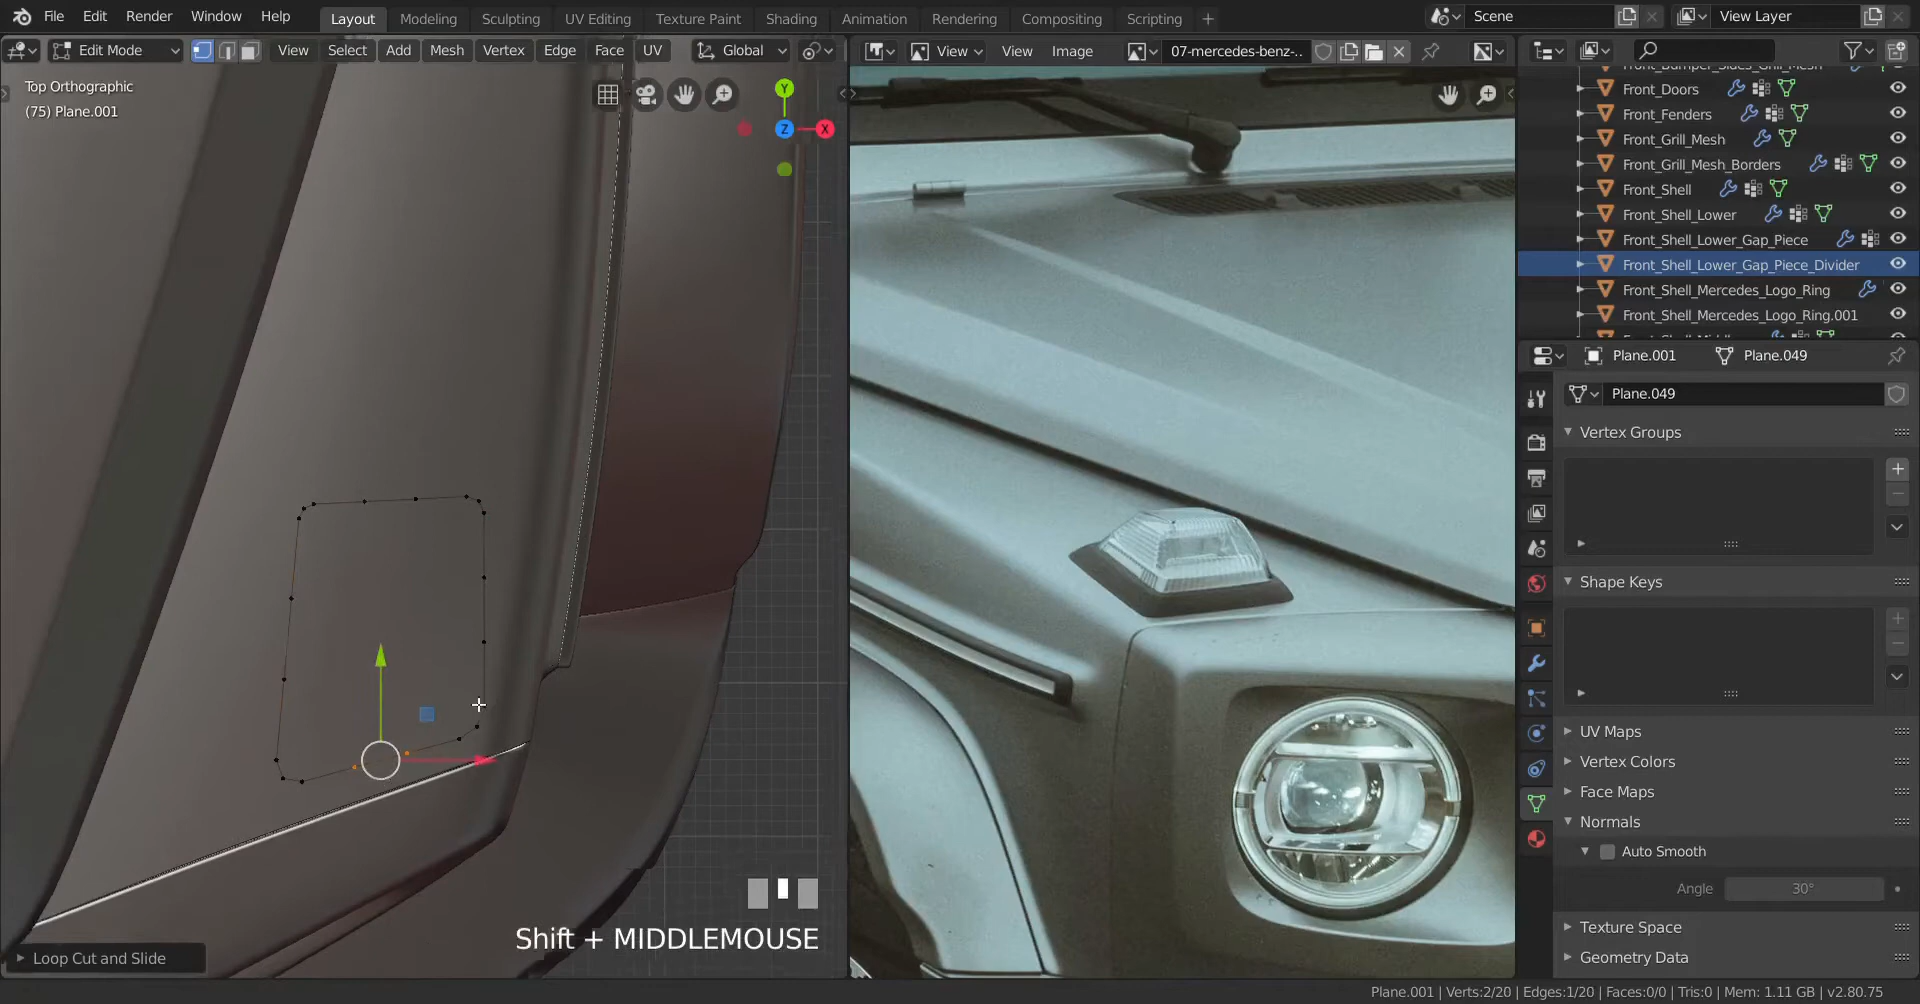 File Edit Render Window Help Layout Modeling Sculpting UV Editing Texture Paint Shading Animation Rendering Compositing Scripting + Scene View Layer
Edit Mode View Select Add Mesh Vertex Edge Face UV Global View View Image 07-mercedes-benz-..
Top Orthographic
(75) Plane.001
Y
Z X
Front_Bumper_Sides_Grill_Mesh
Front_Doors
Front_Fenders
Front_Grill_Mesh
Front_Grill_Mesh_Borders
Front_Shell
Front_Shell_Lower
Front_Shell_Lower_Gap_Piece
Front_Shell_Lower_Gap_Piece_Divider
Front_Shell_Mercedes_Logo_Ring
Front_Shell_Mercedes_Logo_Ring.001
Plane.001 Plane.049
Plane.049
Vertex Groups
Shape Keys
UV Maps
Vertex Colors
Face Maps
Normals
Auto Smooth
Angle 30°
Texture Space
Geometry Data
Shift + MIDDLEMOUSE
Loop Cut and Slide
Plane.001 | Verts:2/20 | Edges:1/20 | Faces:0/0 | Tris:0 | Mem: 1.11 GB | v2.80.75